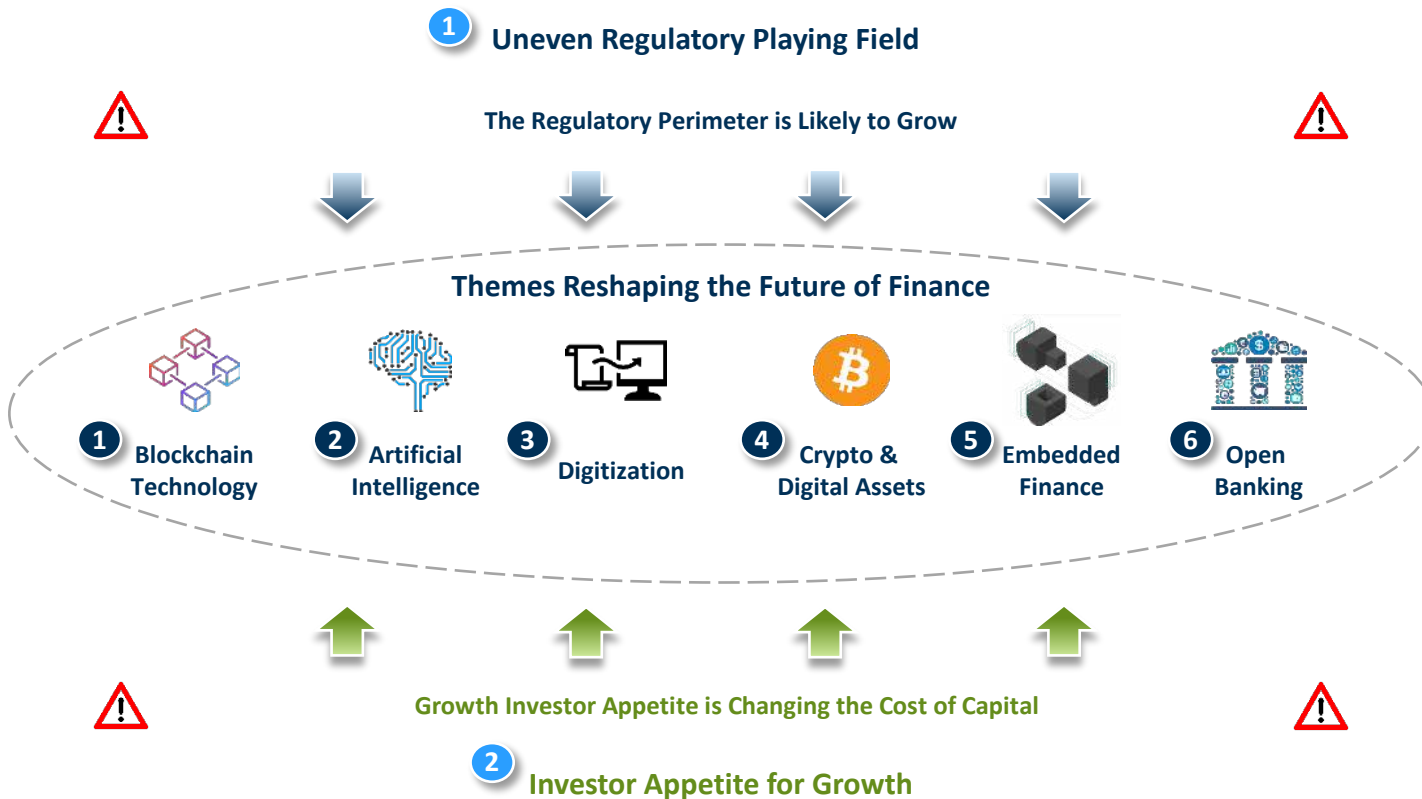 1
Uneven Regulatory Playing Field
The Regulatory Perimeter is Likely to Grow
Themes Reshaping the Future of Finance
1
Blockchain
Technology
2
Artificial
Intelligence
3
Digitization
4
Crypto &
Digital Assets
5
Embedded
Finance
6
Open
Banking
Growth Investor Appetite is Changing the Cost of Capital
2
Investor Appetite for Growth